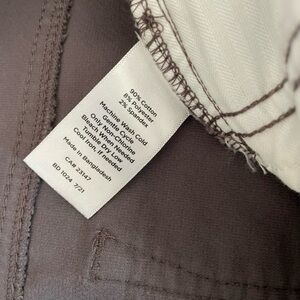 90% Cotton
8% Polyester
2% Spandex
Machine Wash Cold
Gentle Cycle
Only Non-Chlorine
Bleach When Needed
Tumble Dry Low
Cool Iron, if needed
Made in Bangladesh
CA# 23147
BD 1024 7/21